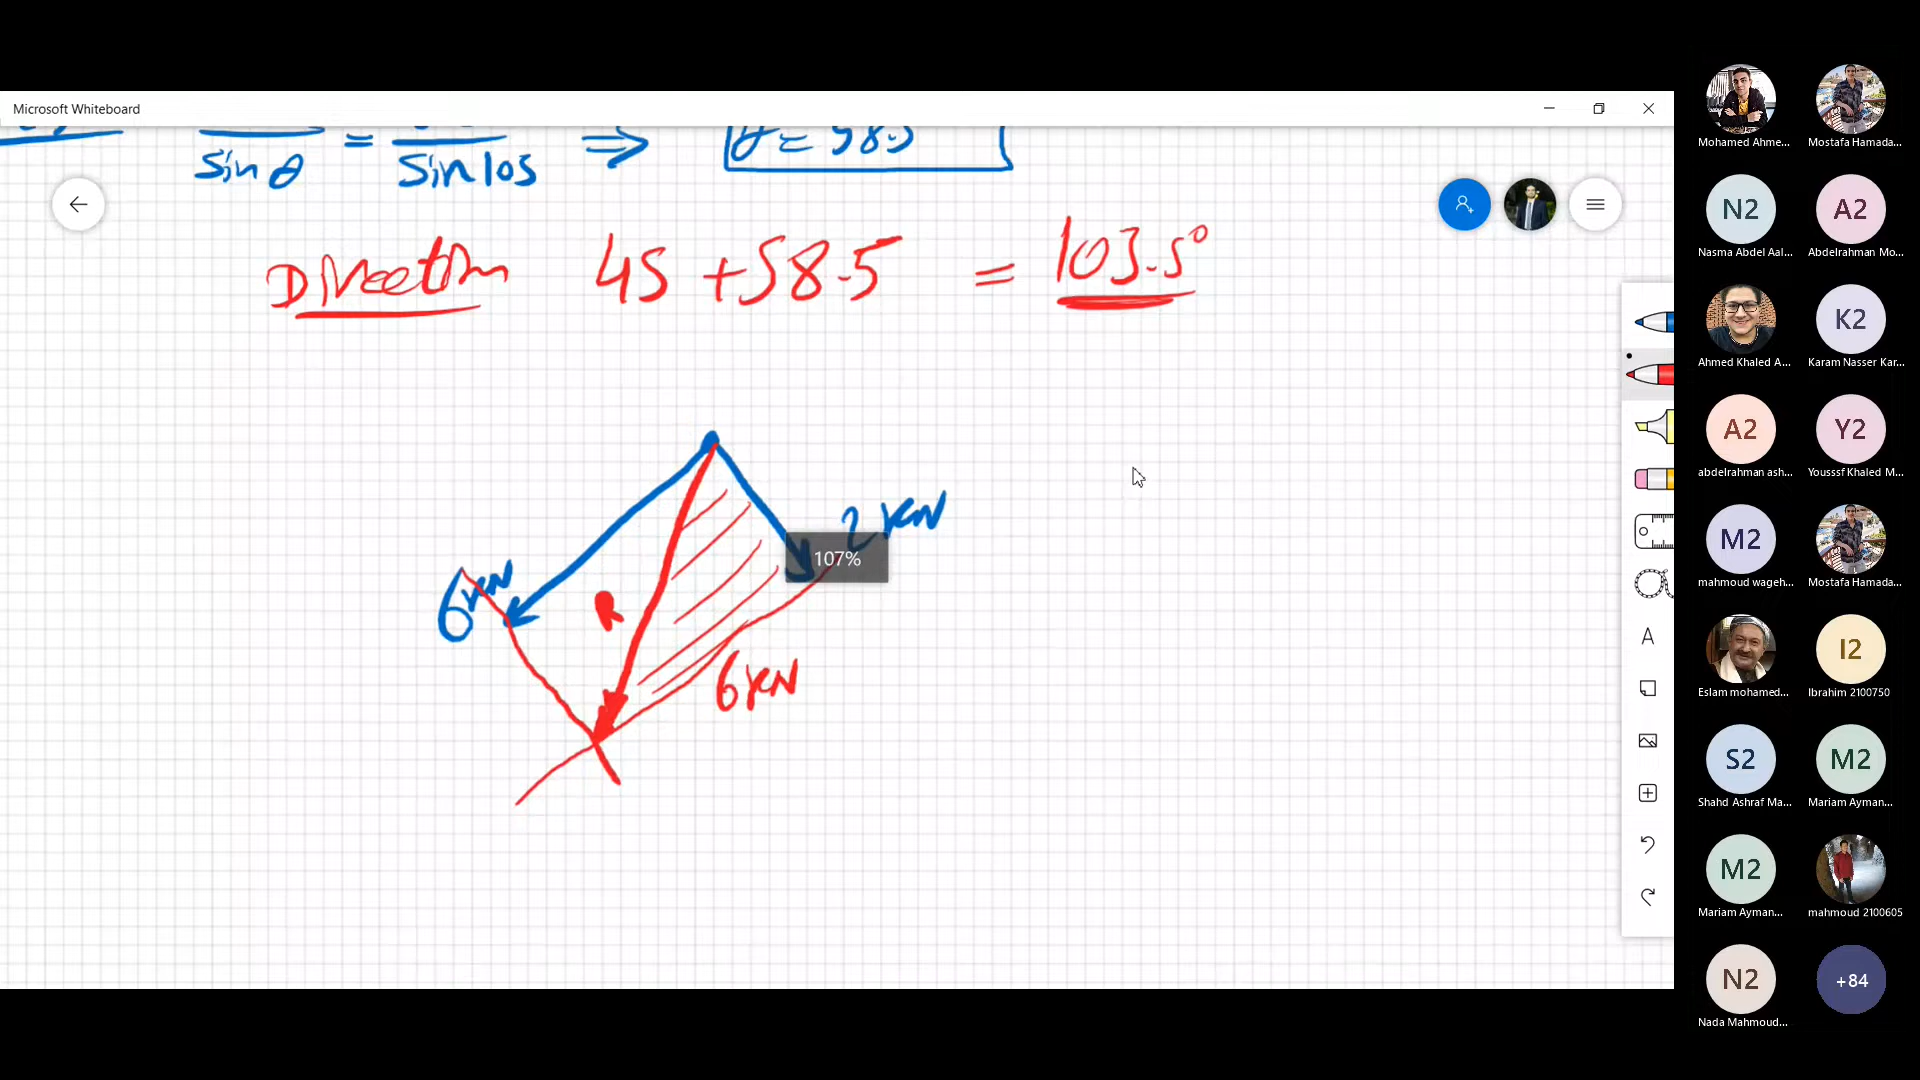 Microsoft Whiteboard
sin θ = sin 105 ⇒ θ = 58.5
Direction 45 + 58.5 = 103.5°
2 kN
107%
6 kN
R
6 kN
A
Mohamed Ahme...
Mostafa Hamada...
N2
A2
Nasma Abdel Aal...
Abdelrahman Mo...
K2
Ahmed Khaled A...
Karam Nasser Kar...
A2
Y2
abdelrahman ash...
Yousssf Khaled M...
M2
mahmoud wageh...
Mostafa Hamada...
I2
Eslam mohamed...
Ibrahim 2100750
S2
M2
Shahd Ashraf Ma...
Mariam Ayman...
M2
Mariam Ayman...
mahmoud 2100605
N2
+84
Nada Mahmoud...